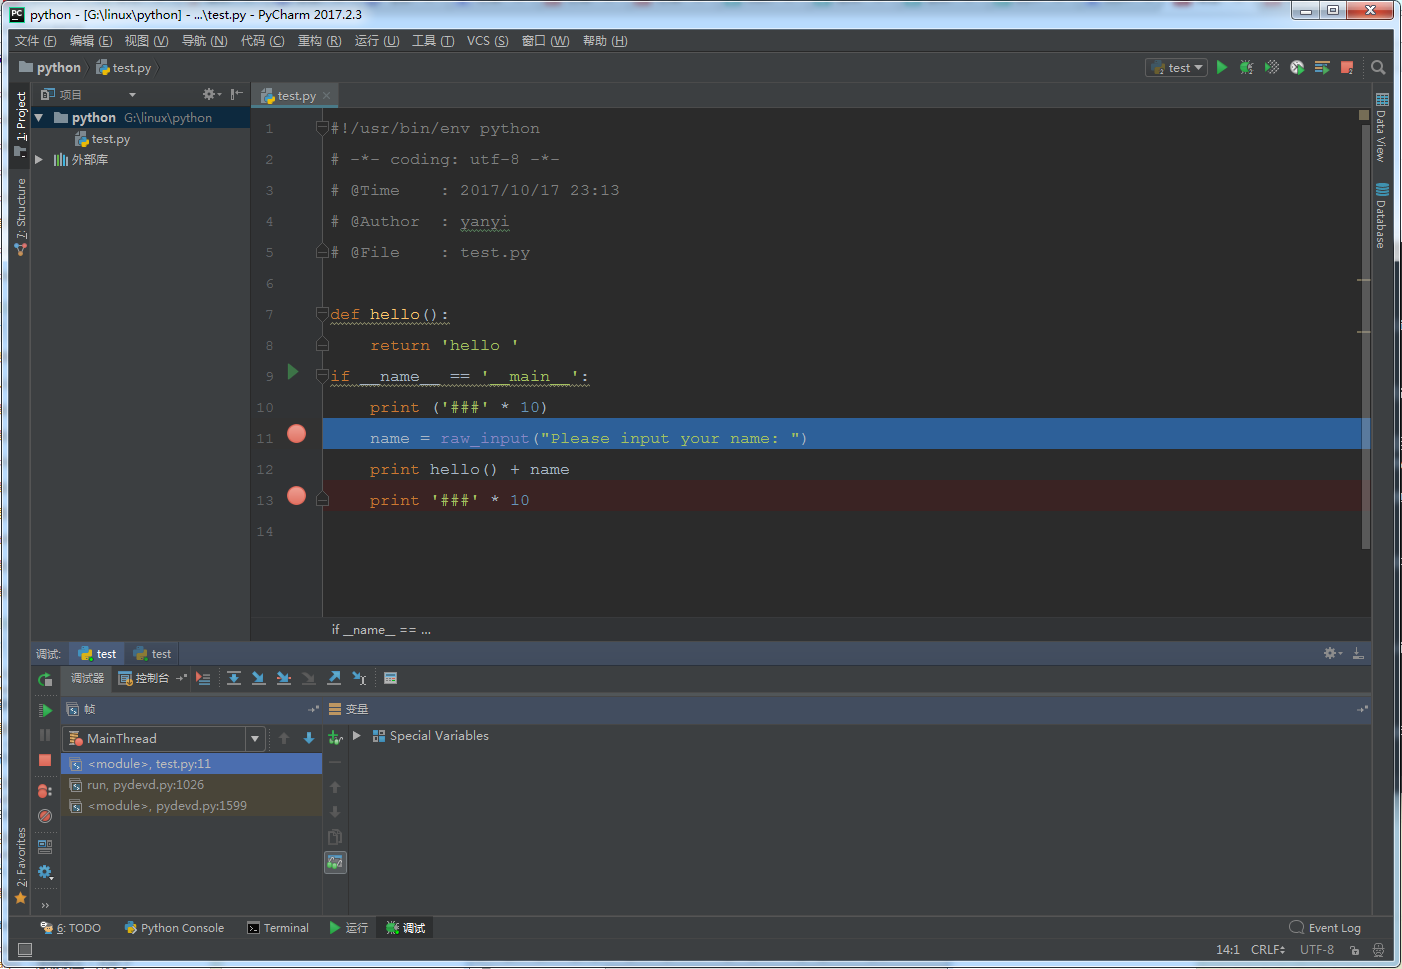 python - [G:\linux\python] - ...\test.py - PyCharm 2017.2.3
文件 (F) 编辑 (E) 视图 (V) 导航 (N) 代码 (C) 重构 (R) 运行 (U) 工具 (T) VCS (S) 窗口 (W) 帮助 (H)
python test.py
test
1: Project
7: Structure
2: Favorites
项目
python G:\linux\python
test.py
外部库
test.py
1 #!/usr/bin/env python
2 # -*- coding: utf-8 -*-
3 # @Time    : 2017/10/17 23:13
4 # @Author  : yanyi
5 # @File    : test.py
6
7 def hello():
8     return 'hello '
9 if __name__ == '__main__':
10     print ('###' * 10)
11     name = raw_input("Please input your name: ")
12     print hello() + name
13     print '###' * 10
14
if __name__ == ...
Data View
Database
调试: test test
调试器 控制台
帧 变量
MainThread
Special Variables
<module>, test.py:11
run, pydevd.py:1026
<module>, pydevd.py:1599
6: TODO Python Console Terminal 运行 调试 Event Log
14:1 CRLF UTF-8